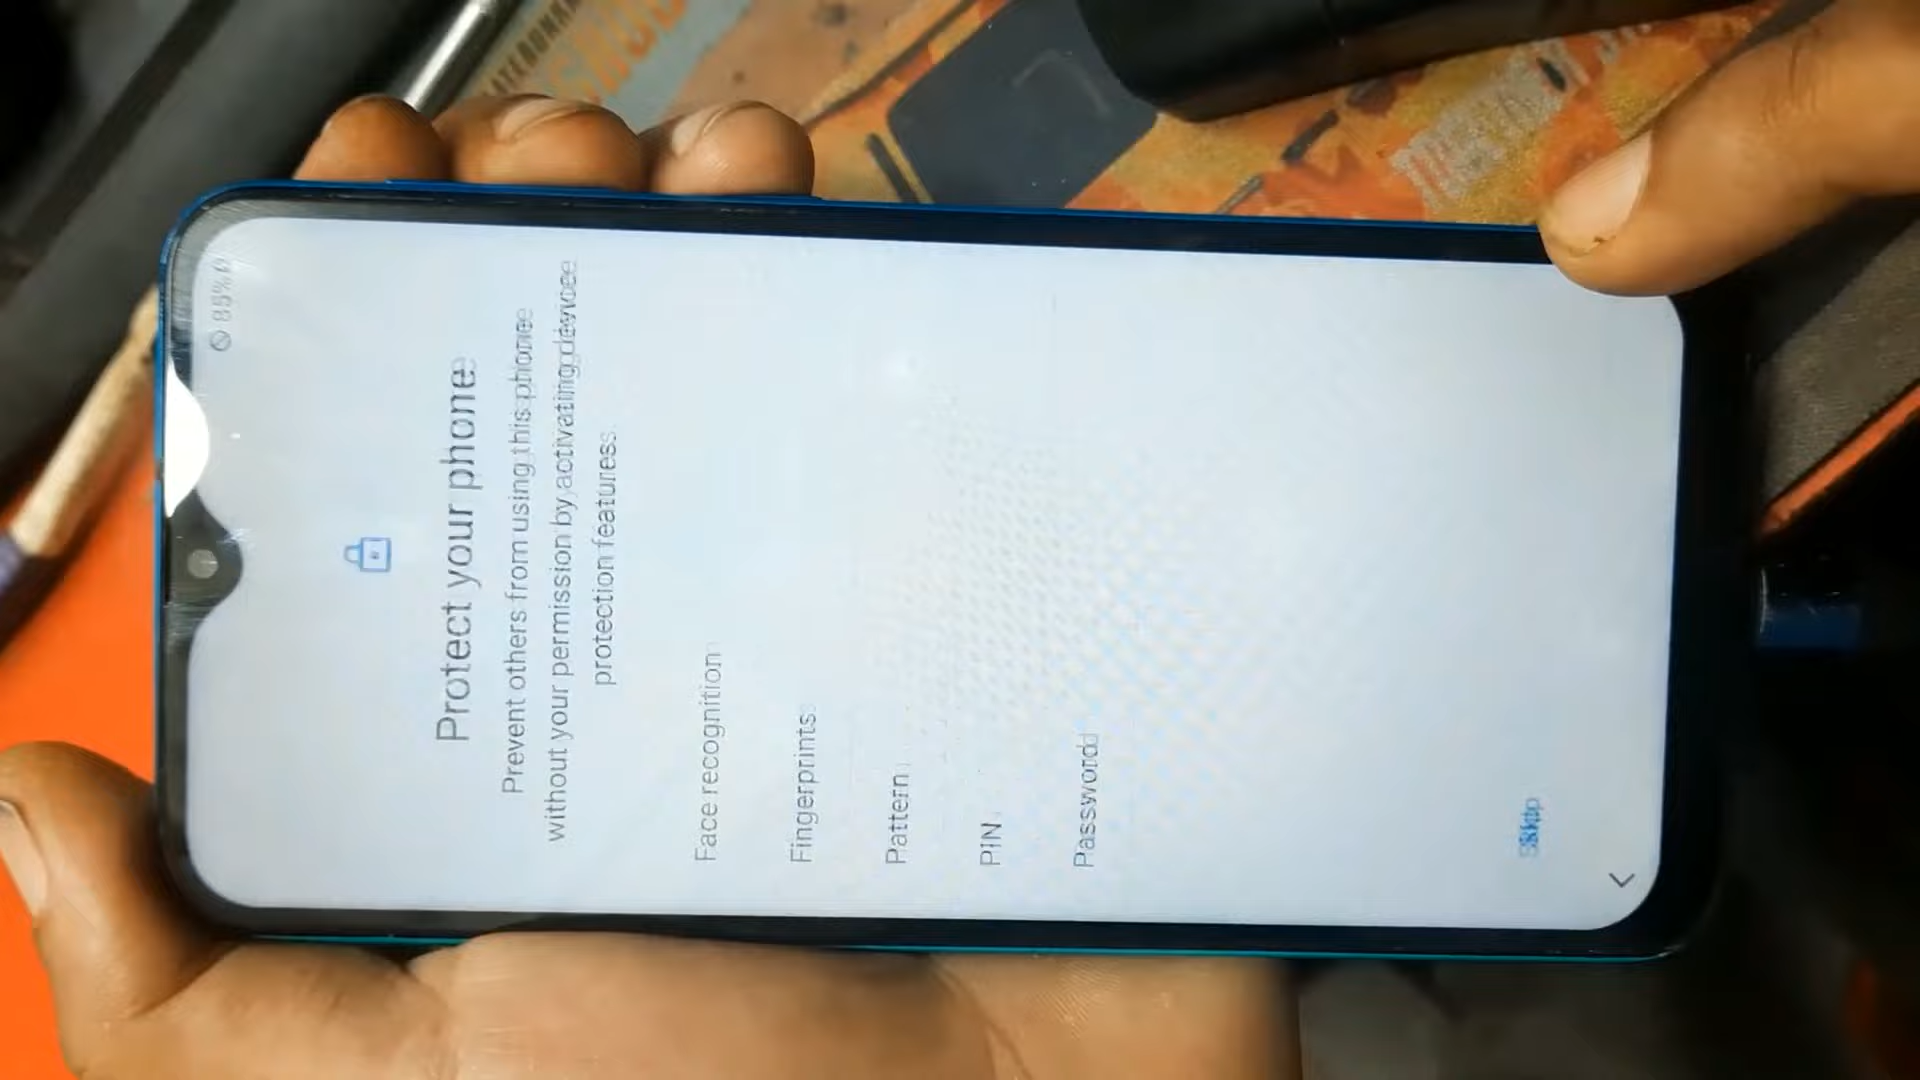 85%
Protect your phone
Prevent others from using this phone
without your permission by activating device
protection features.
Face recognition
Fingerprints
Pattern
PIN
Password
Skip